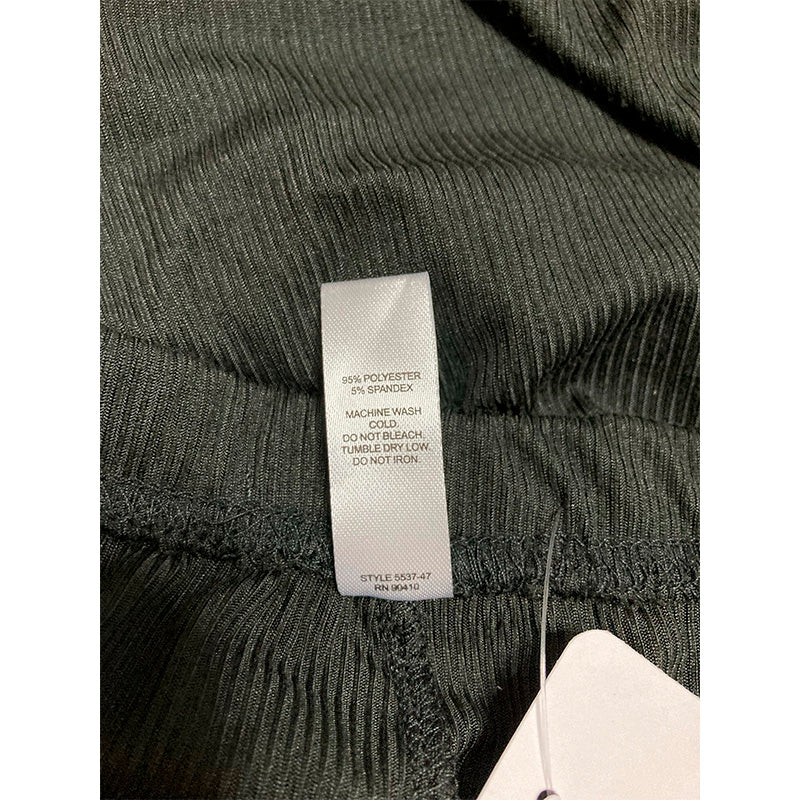 95% POLYESTER
5% SPANDEX
MACHINE WASH
COLD.
DO NOT BLEACH.
TUMBLE DRY LOW.
DO NOT IRON.
STYLE 5537-47
RN 90410